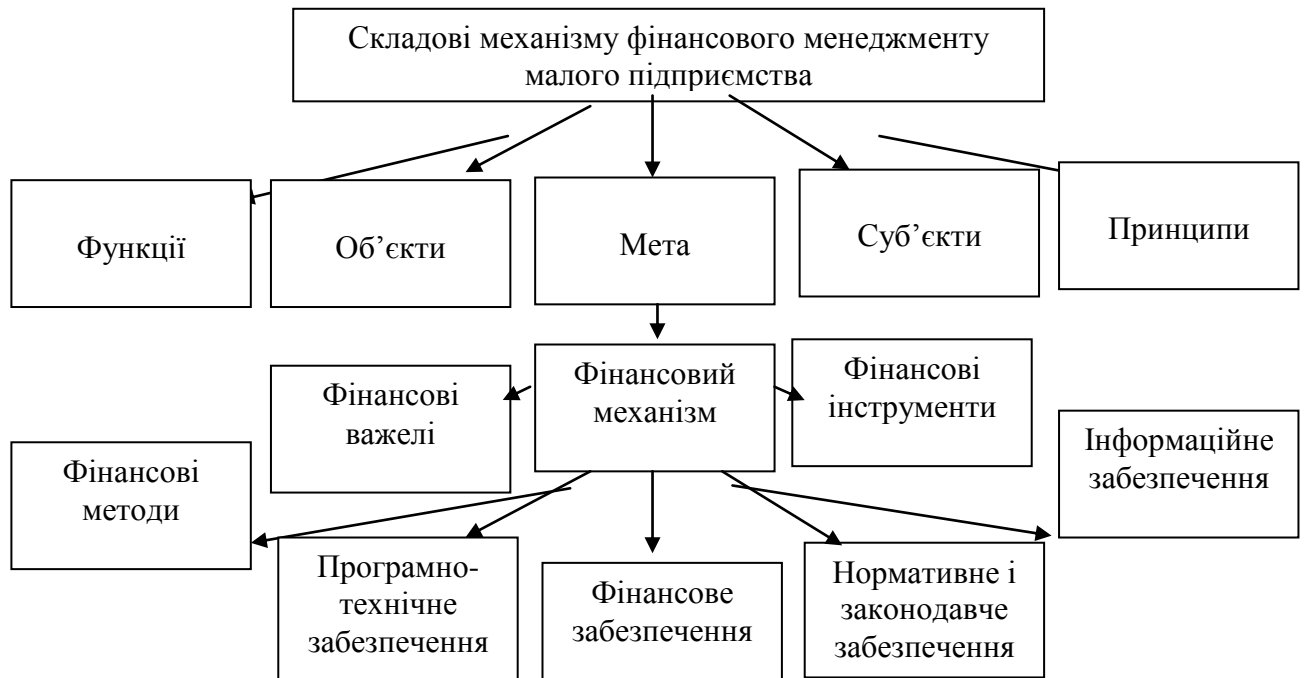 Складові механізму фінансового менеджменту
малого підприємства
Функції
Об’єкти
Мета
Суб’єкти
Принципи
Фінансові
важелі
Фінансовий
механізм
Фінансові
інструменти
Фінансові
методи
Інформаційне
забезпечення
Програмно-
технічне
забезпечення
Фінансове
забезпечення
Нормативне і
законодавче
забезпечення